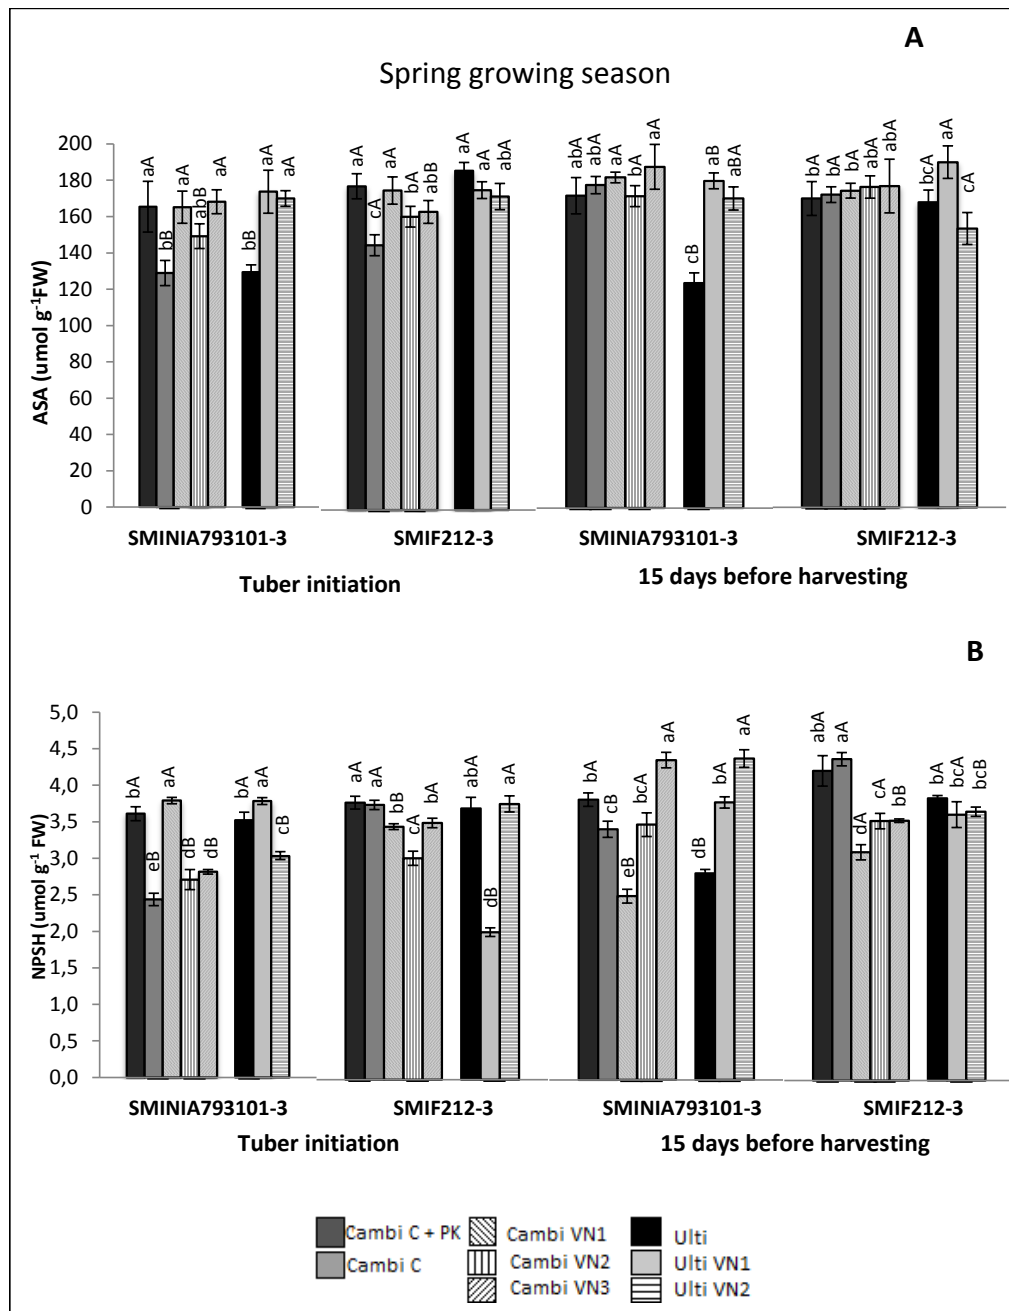 A
Spring growing season
ASA (umol g-1FW)
200
180
160
140
120
100
80
60
40
20
0
aA bB aA abB aA bB aA aA
aA cA aA bA abB aA aA abA
abA abA aA bA aA cB aB aBA
bA bA bA abA abA bcA aA cA
SMINIA793101-3 SMIF212-3 SMINIA793101-3 SMIF212-3
Tuber initiation 15 days before harvesting
B
NPSH (umol g-1 FW)
5,0
4,5
4,0
3,5
3,0
2,5
2,0
1,5
1,0
0,5
0,0
bA eB aA dB dB bA aA cB
aA aA bB cA bA abA dB aA
bA cB eB bcA aA dB bA aA
abA aA dA cA bB bA bcA bcB
SMINIA793101-3 SMIF212-3 SMINIA793101-3 SMIF212-3
Tuber initiation 15 days before harvesting
Cambi C + PK Cambi VN1 Ulti
Cambi C Cambi VN2 Ulti VN1
Cambi VN3 Ulti VN2